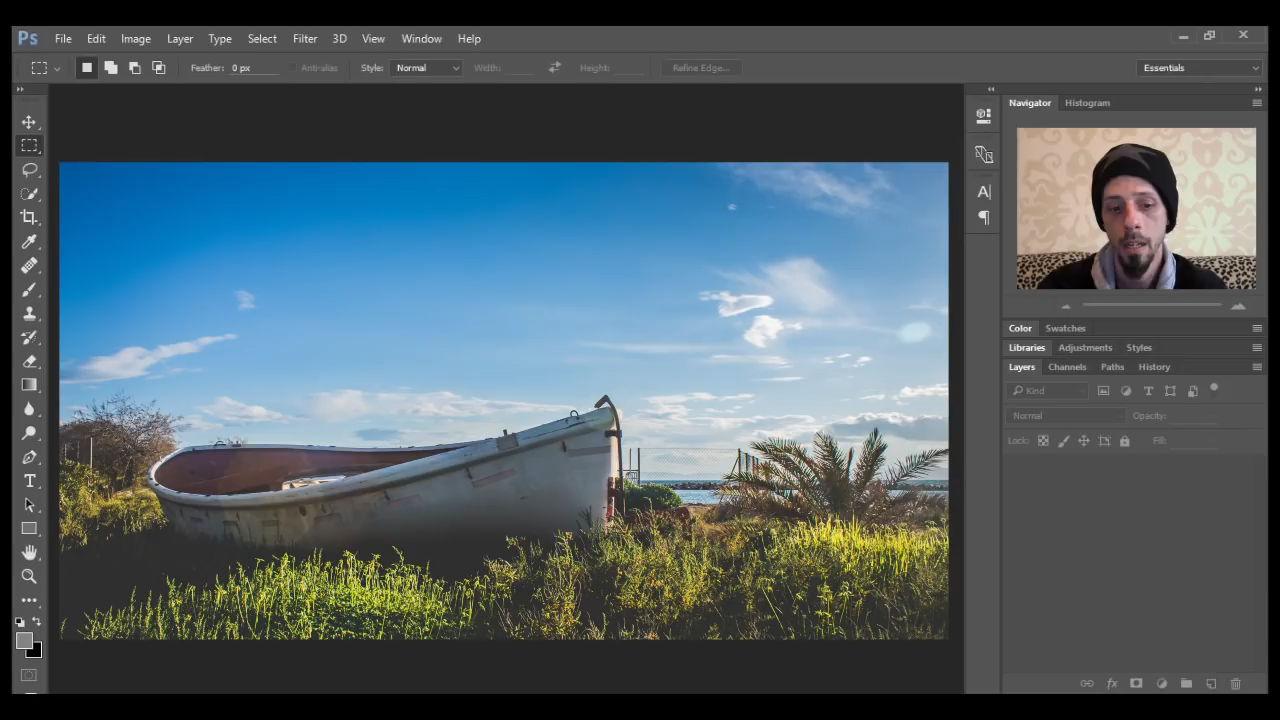 Ps File Edit Image Layer Type Select Filter 3D View Window Help
Feather: 0 px Anti-alias Style: Normal Width: Height: Refine Edge... Essentials
Navigator Histogram
Color Swatches
Libraries Adjustments Styles
Layers Channels Paths History
Kind
Normal Opacity:
Lock: Fill: